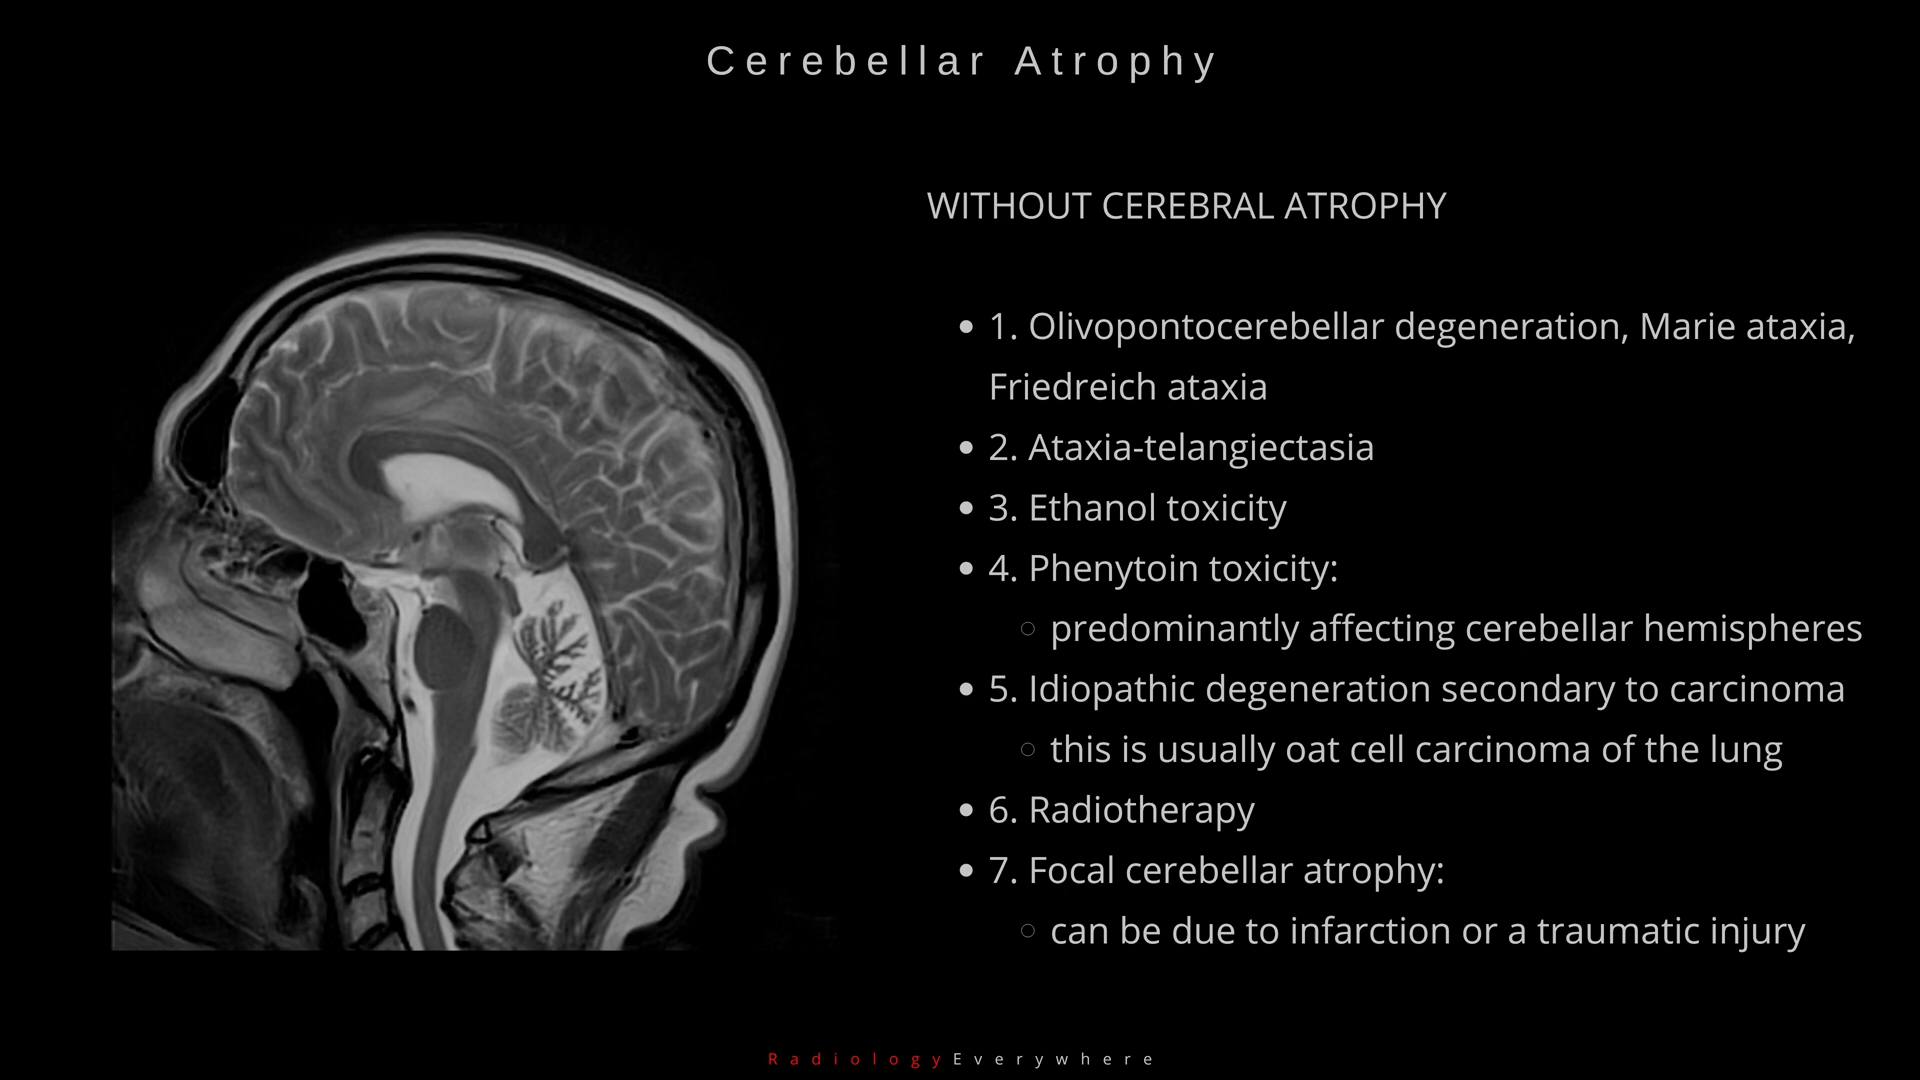 Cerebellar Atrophy
WITHOUT CEREBRAL ATROPHY
• 1. Olivopontocerebellar degeneration, Marie ataxia,
Friedreich ataxia
• 2. Ataxia-telangiectasia
• 3. Ethanol toxicity
• 4. Phenytoin toxicity:
○ predominantly affecting cerebellar hemispheres
• 5. Idiopathic degeneration secondary to carcinoma
○ this is usually oat cell carcinoma of the lung
• 6. Radiotherapy
• 7. Focal cerebellar atrophy:
○ can be due to infarction or a traumatic injury
RadiologyEverywhere